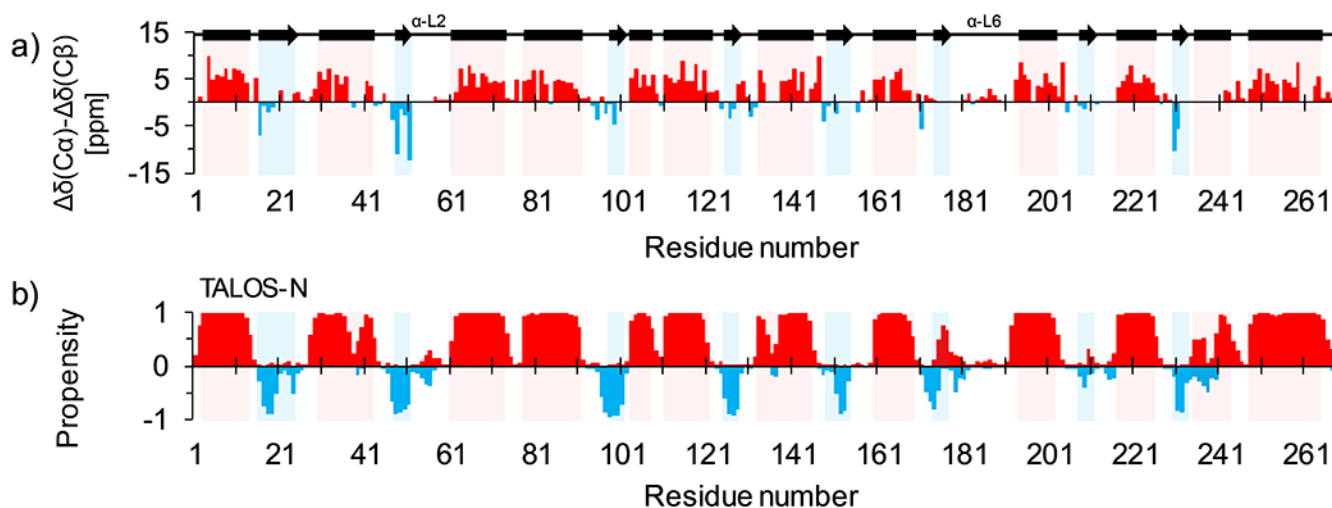 a)
α-L2
α-L6
Δδ(Cα)-Δδ(Cβ)
[ppm]
15
5
-5
-15
1 21 41 61 81 101 121 141 161 181 201 221 241 261
Residue number
b)
TALOS-N
Propensity
1
0
-1
1 21 41 61 81 101 121 141 161 181 201 221 241 261
Residue number